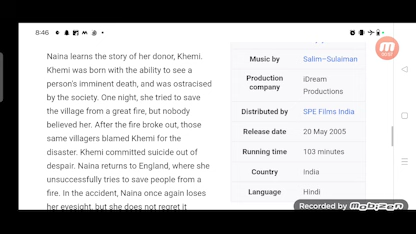 8:46
Naina learns the story of her donor, Khemi.
Khemi was born with the ability to see a
person's imminent death, and was ostracised
by the society. One night, she tried to save
the village from a great fire, but nobody
believed her. After the fire broke out, those
same villagers blamed Khemi for the
disaster. Khemi committed suicide out of
despair. Naina returns to England, where she
unsuccessfully tries to save people from a
fire. In the accident, Naina once again loses
her eyesight, but she does not regret it
Music by Salim–Sulaiman
Production iDream
company Productions
Distributed by SPE Films India
Release date 20 May 2005
Running time 103 minutes
Country India
Language Hindi
Recorded by mobizen